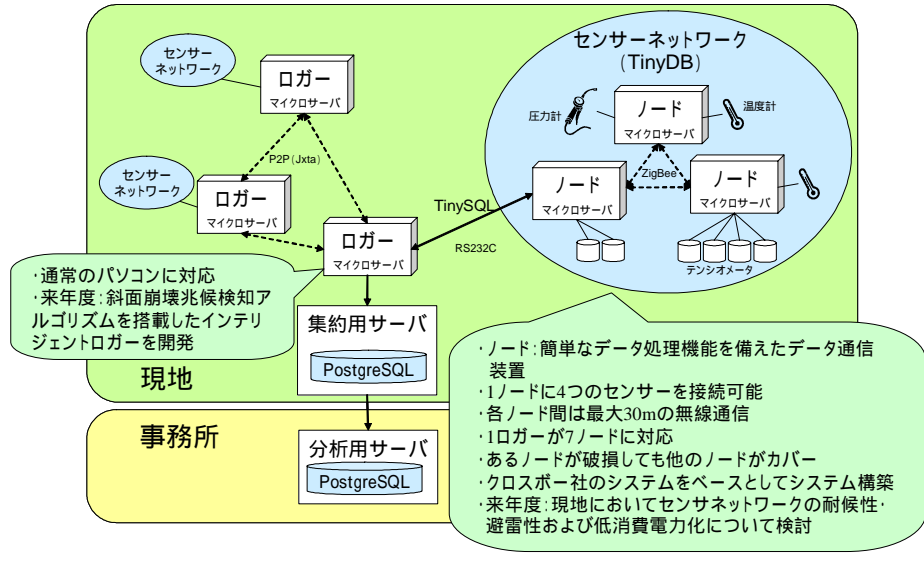 センサー
ネットワーク
ロガー
マイクロサーバ
P2P(Jxta)
センサー
ネットワーク
ロガー
マイクロサーバ
ロガー
マイクロサーバ
TinySQL
RS232C
センサーネットワーク
(TinyDB)
圧力計
ノード
マイクロサーバ
温度計
ZigBee
ノード
マイクロサーバ
ノード
マイクロサーバ
テンシオメータ
・通常のパソコンに対応
・来年度:斜面崩壊兆候検知ア
ルゴリズムを搭載したインテリ
ジェントロガーを開発
集約用サーバ
PostgreSQL
現地
事務所
分析用サーバ
PostgreSQL
・ノード:簡単なデータ処理機能を備えたデータ通信
装置
・1ノードに4つのセンサーを接続可能
・各ノード間は最大30mの無線通信
・1ロガーが7ノードに対応
・あるノードが破損しても他のノードがカバー
・クロスボー社のシステムをベースとしてシステム構築
・来年度:現地においてセンサネットワークの耐候性・
避雷性および低消費電力化について検討